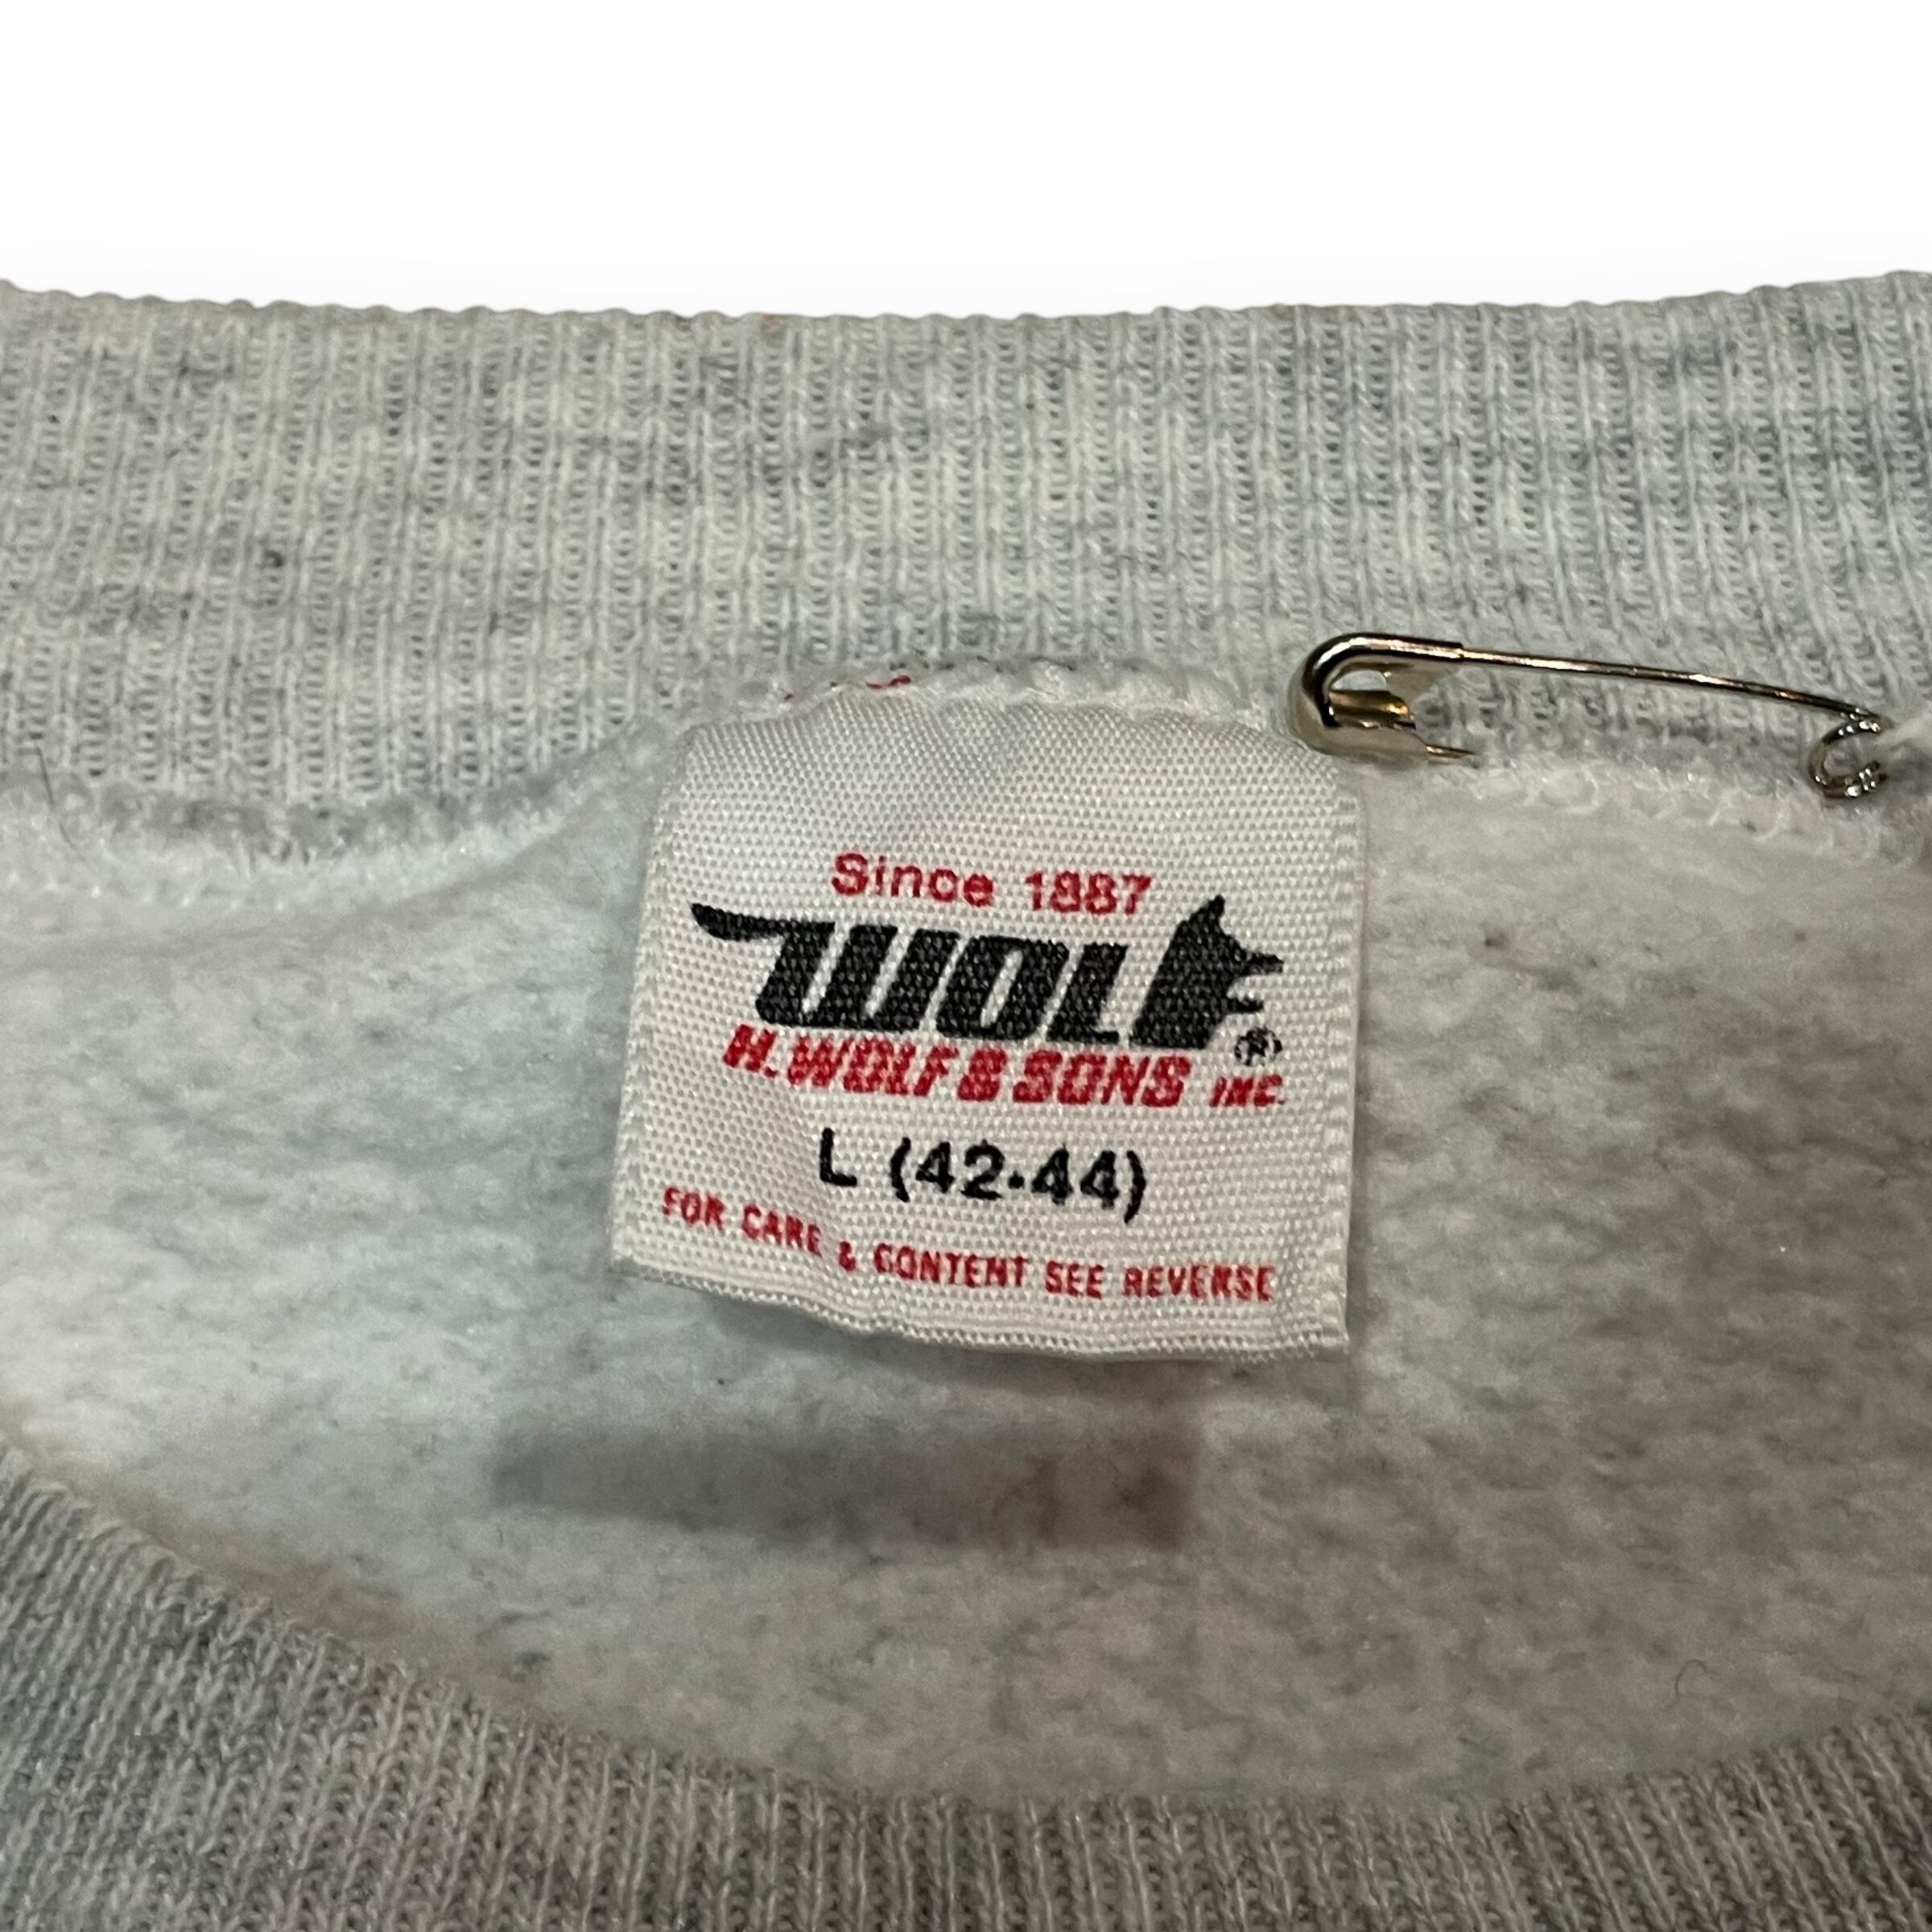 Since 1887
WOLF®
H. WOLF & SONS INC.
L (42-44)
FOR CARE & CONTENT SEE REVERSE